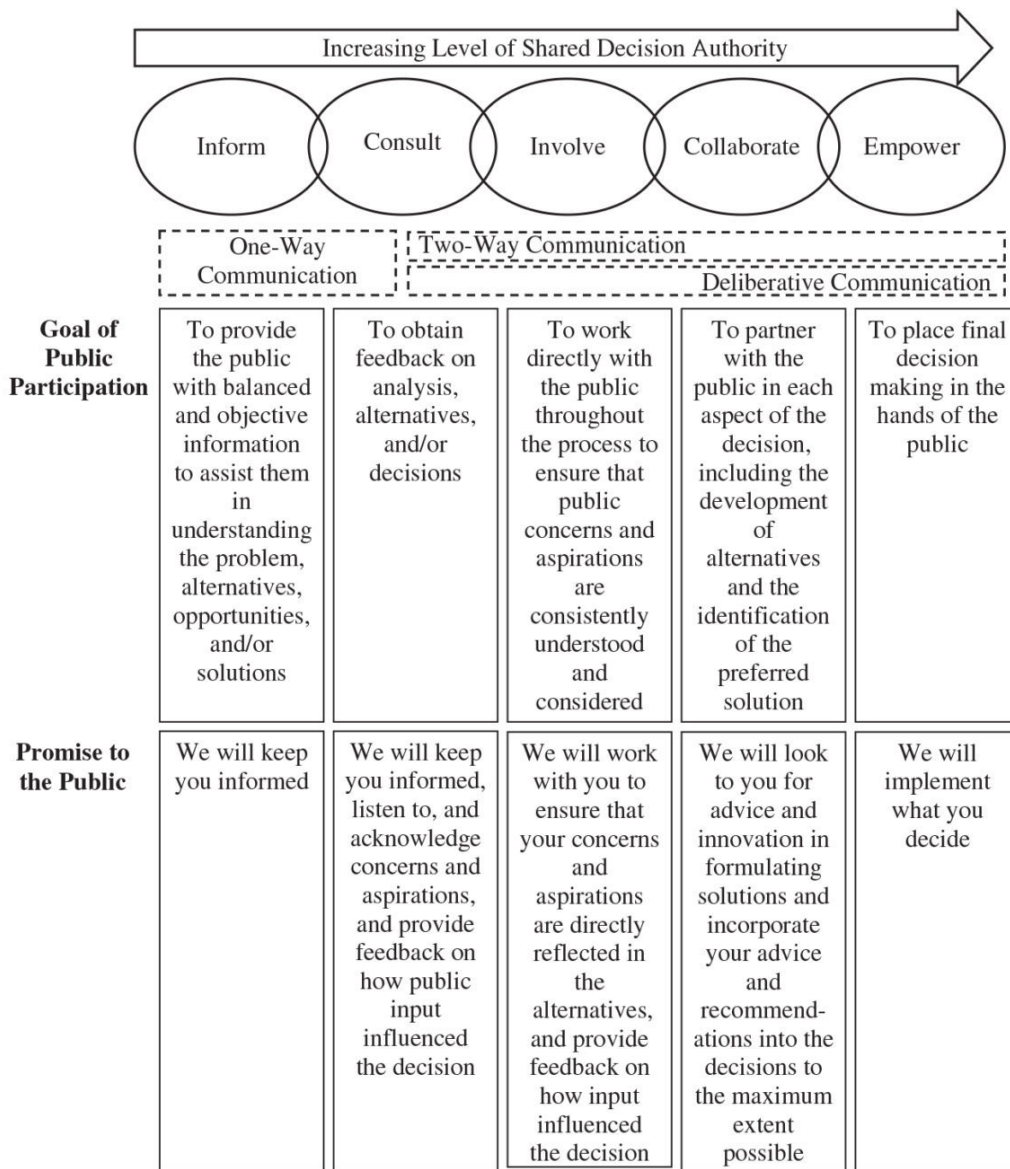 Increasing Level of Shared Decision Authority
Inform
Consult
Involve
Collaborate
Empower
One-Way
Communication
Two-Way Communication
Deliberative Communication
Goal of
Public
Participation
To provide
the public
with balanced
and objective
information
to assist them
in
understanding
the problem,
alternatives,
opportunities,
and/or
solutions
To obtain
feedback on
analysis,
alternatives,
and/or
decisions
To work
directly with
the public
throughout
the process to
ensure that
public
concerns and
aspirations
are
consistently
understood
and
considered
To partner
with the
public in each
aspect of the
decision,
including the
development
of
alternatives
and the
identification
of the
preferred
solution
To place final
decision
making in the
hands of the
public
Promise to
the Public
We will keep
you informed
We will keep
you informed,
listen to, and
acknowledge
concerns and
aspirations,
and provide
feedback on
how public
input
influenced
the decision
We will work
with you to
ensure that
your concerns
and
aspirations
are directly
reflected in
the
alternatives,
and provide
feedback on
how input
influenced
the decision
We will look
to you for
advice and
innovation in
formulating
solutions and
incorporate
your advice
and
recommend-
ations into the
decisions to
the maximum
extent
possible
We will
implement
what you
decide